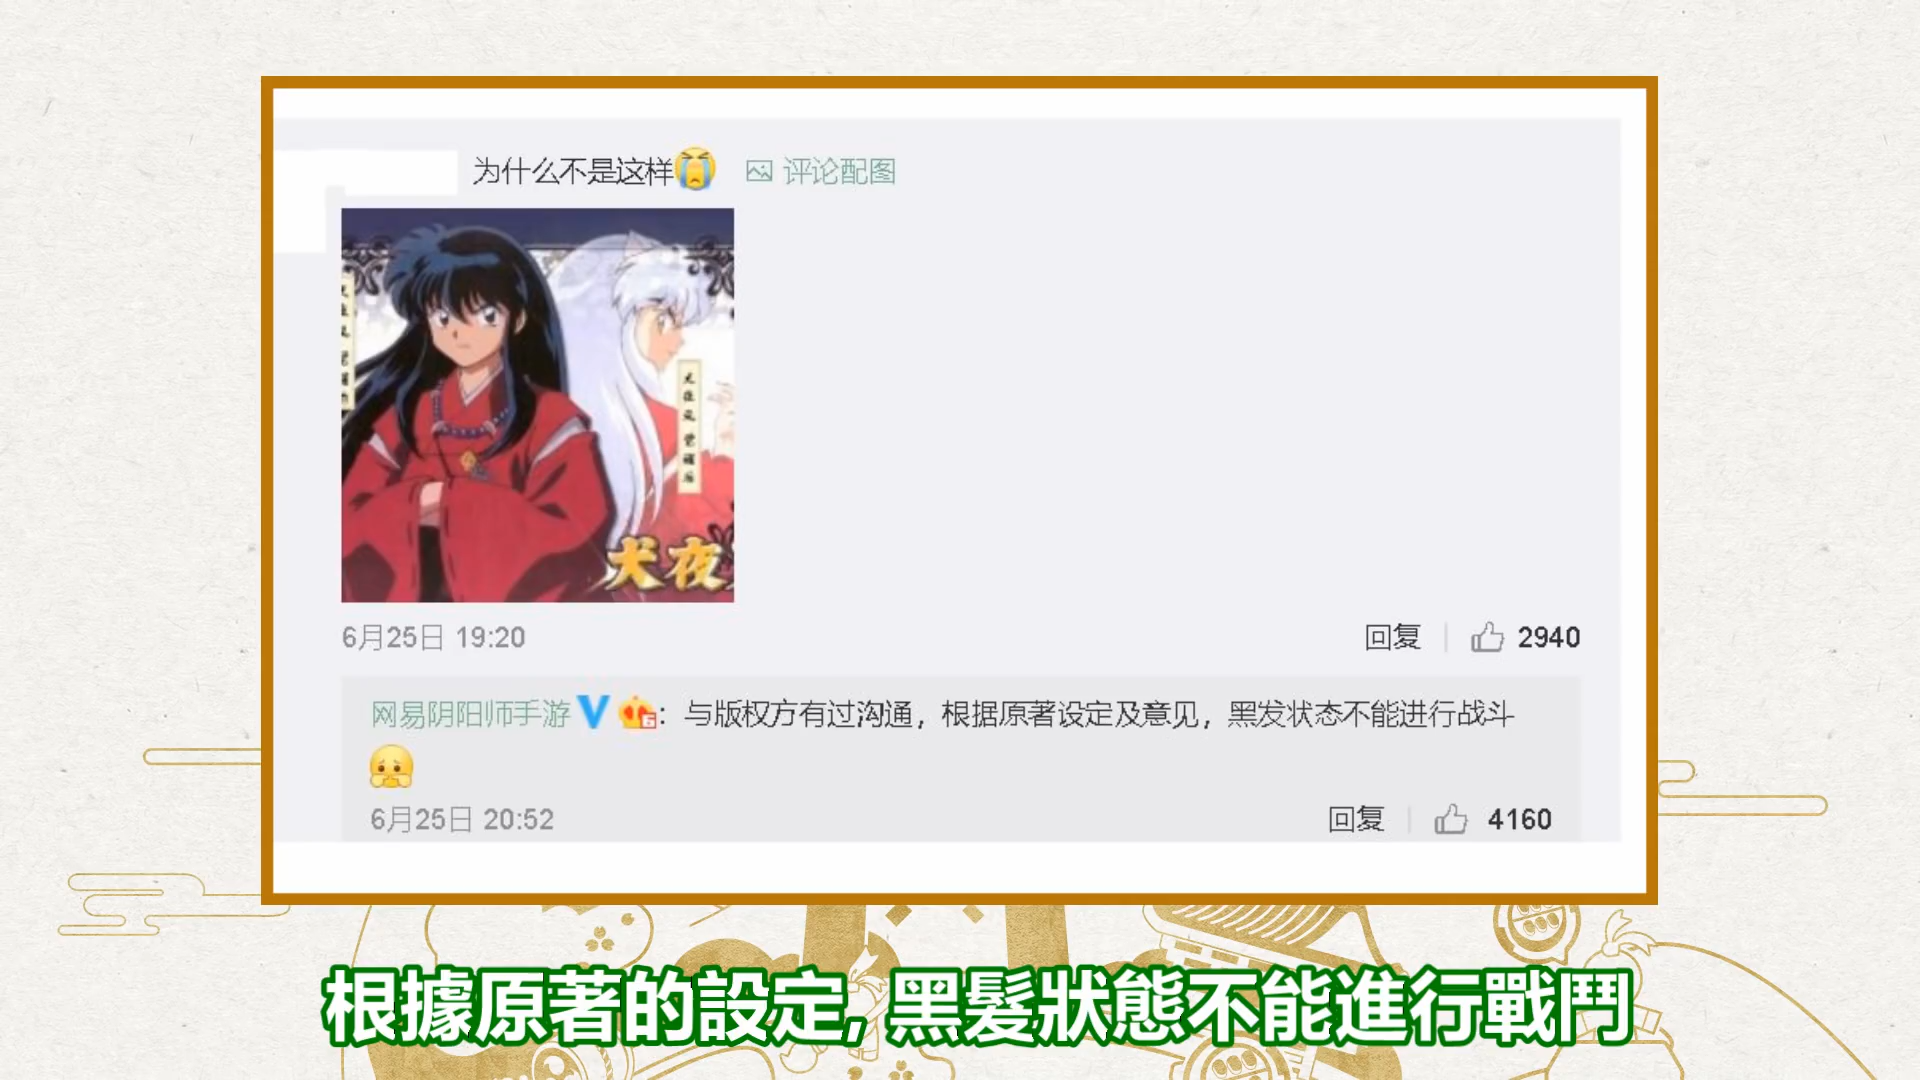 为什么不是这样 评论配图
犬夜
6月25日 19:20 回复 2940
网易阴阳师手游 V 6: 与版权方有过沟通，根据原著设定及意见，黑发状态不能进行战斗
6月25日 20:52 回复 4160
根據原著的設定, 黑髮狀態不能進行戰鬥